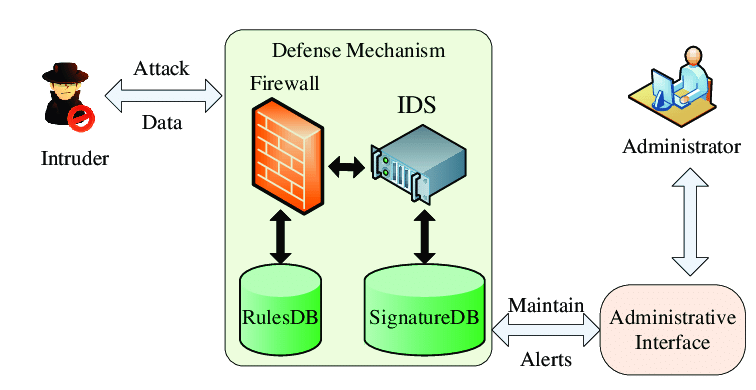 Defense Mechanism
Attack
Data
Intruder
Firewall
IDS
RulesDB
SignatureDB
Administrator
Maintain
Alerts
Administrative
Interface